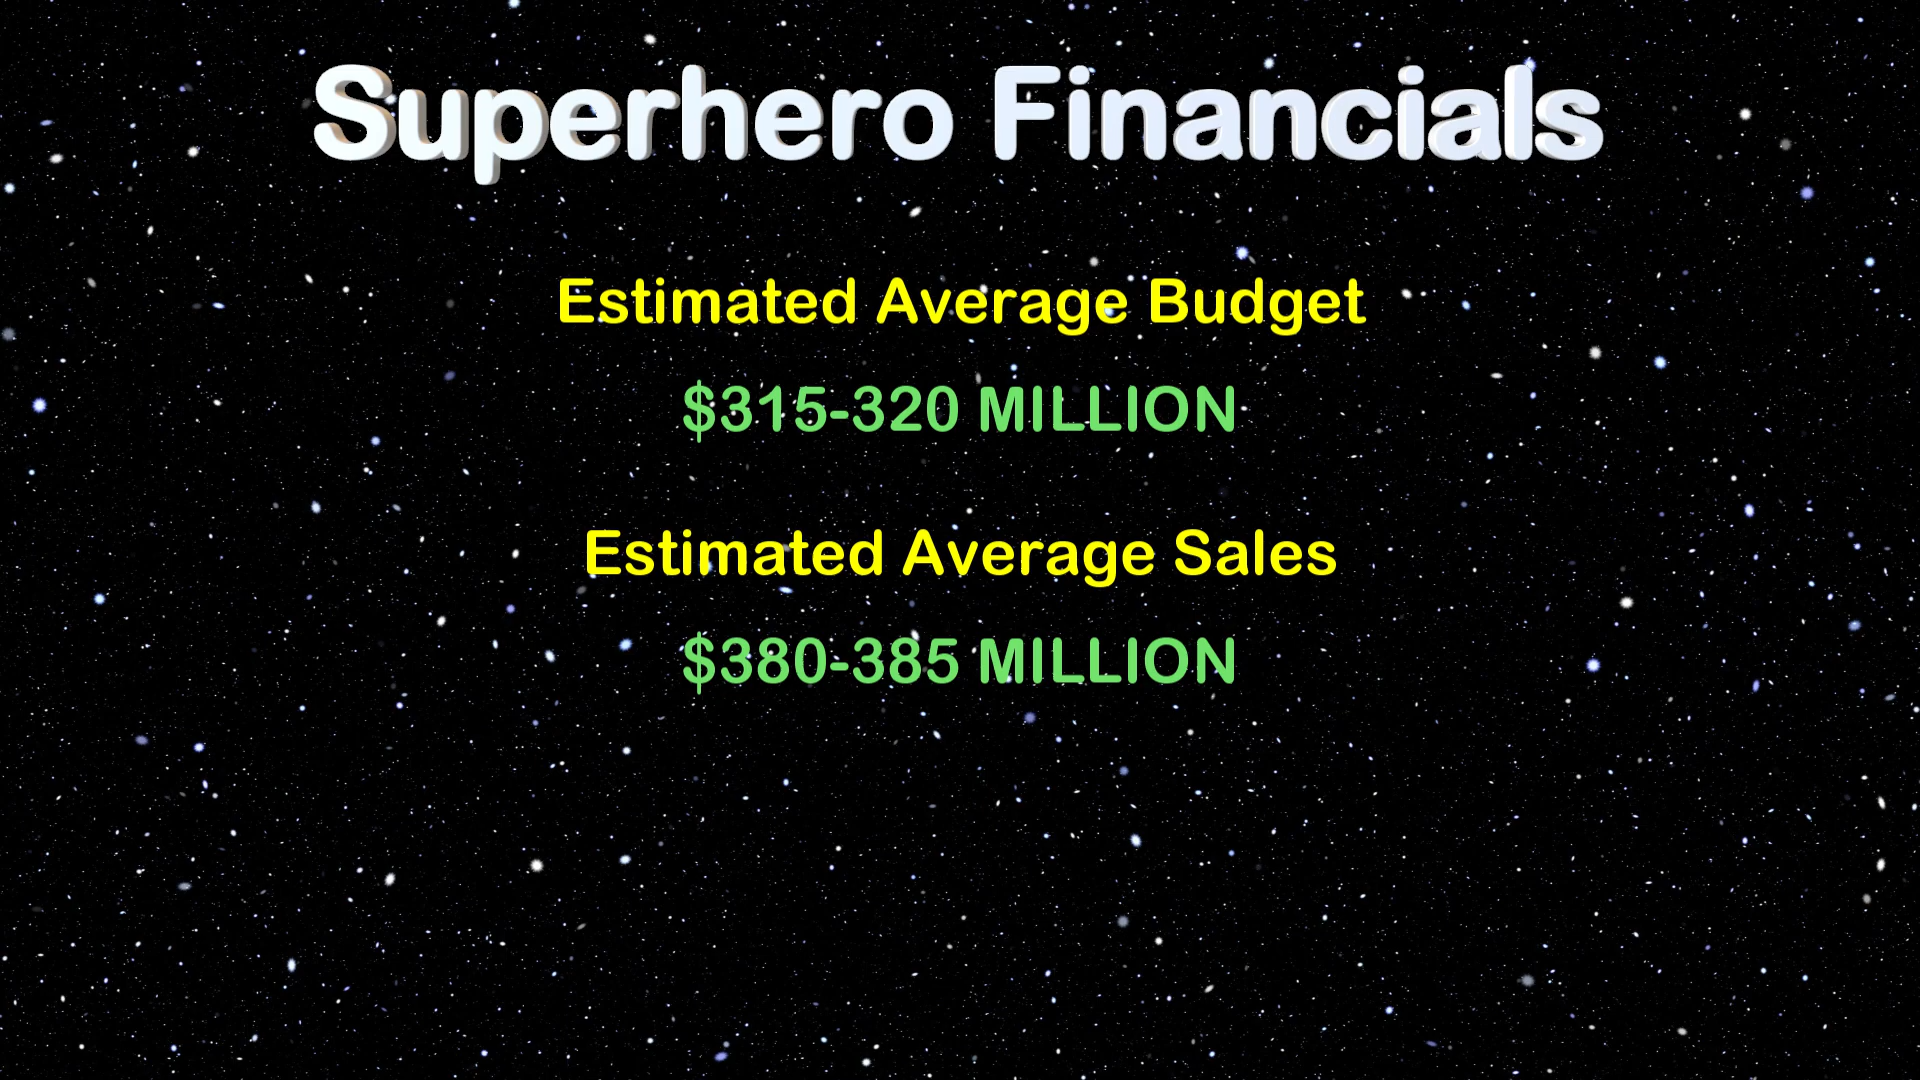 Superhero Financials
Estimated Average Budget
$315-320 MILLION
Estimated Average Sales
$380-385 MILLION